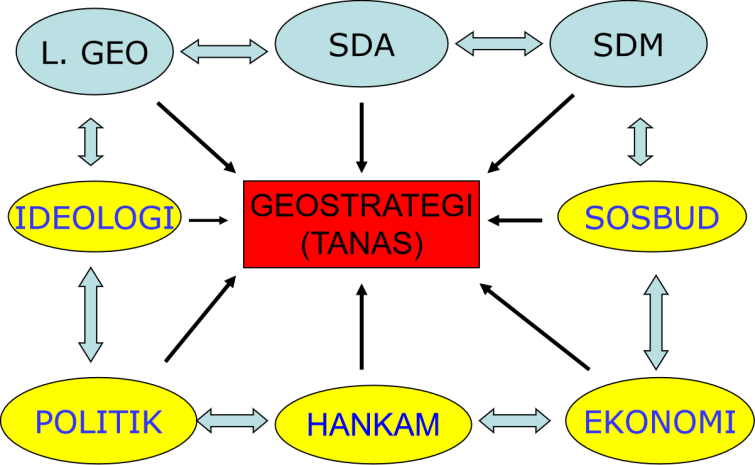 L. GEO
SDA
SDM
IDEOLOGI
GEOSTRATEGI
(TANAS)
SOSBUD
POLITIK
HANKAM
EKONOMI